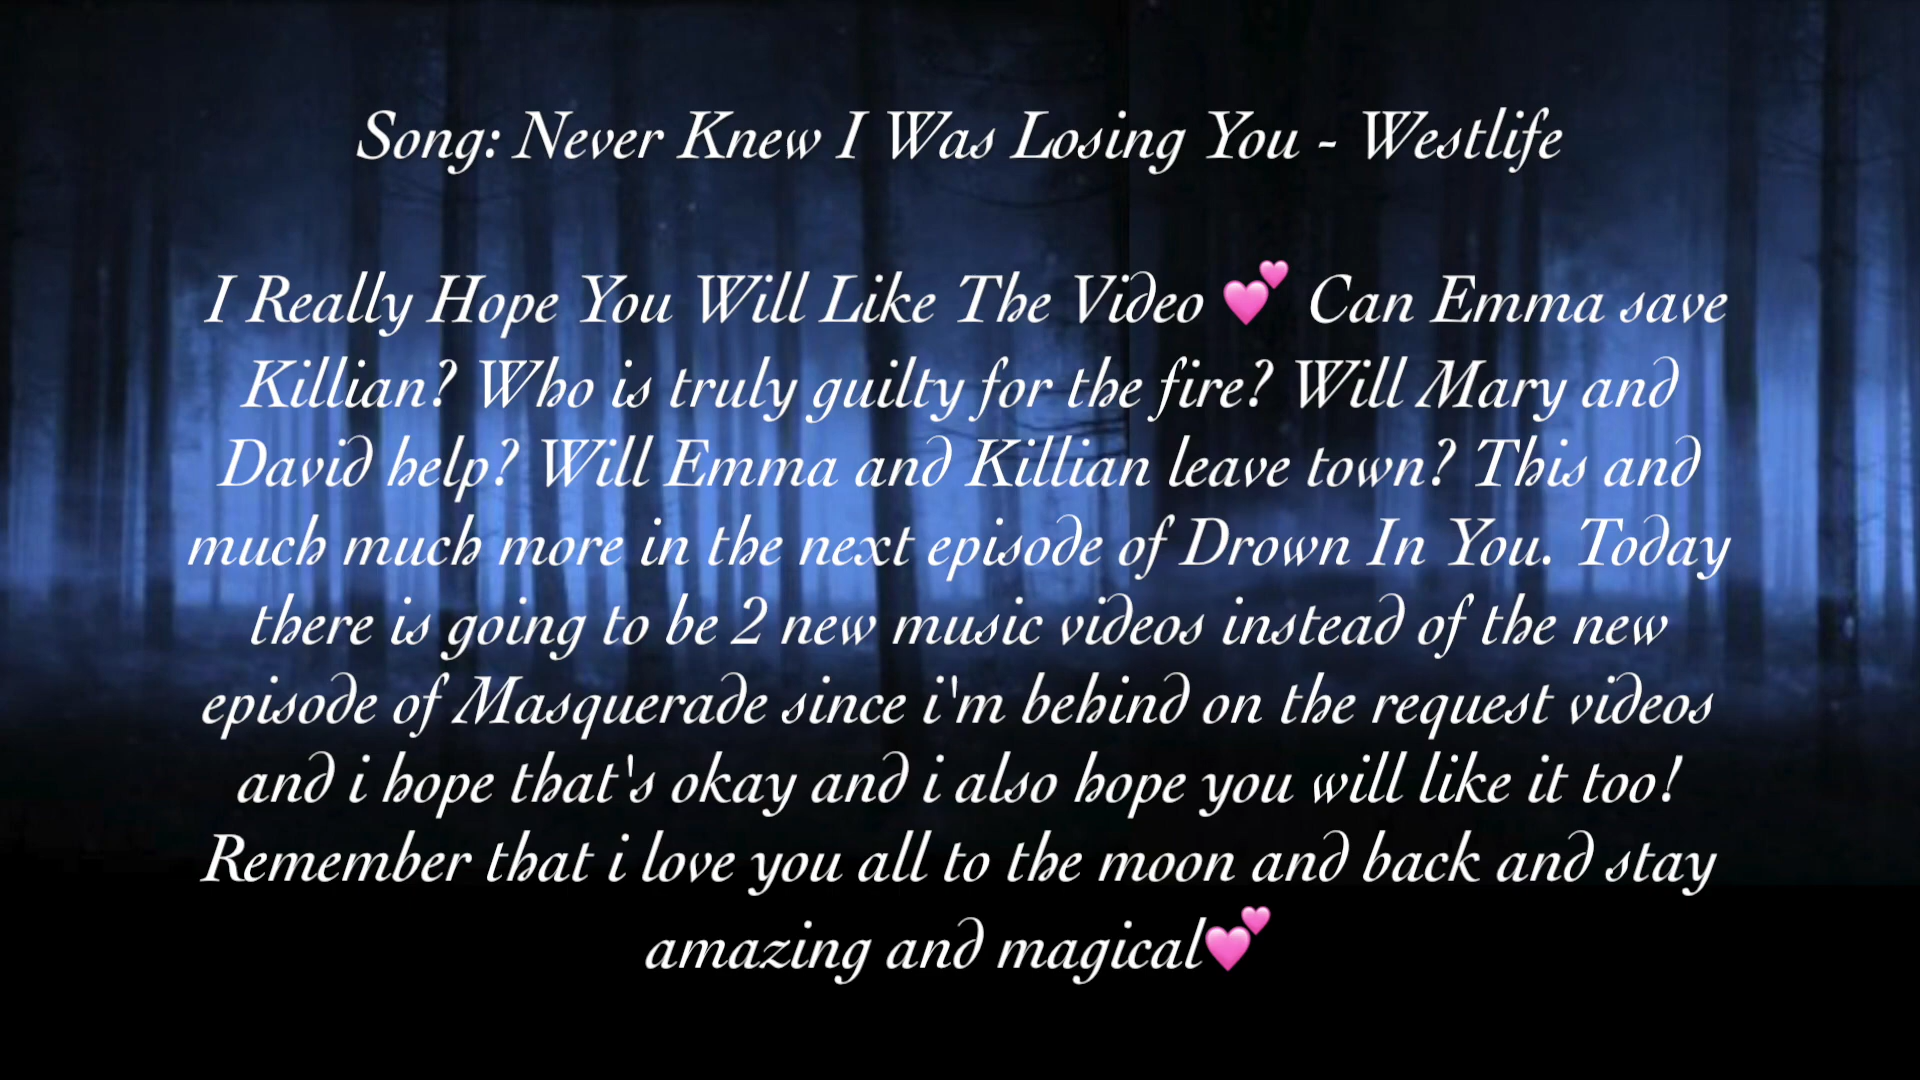 Song: Never Knew I Was Losing You - Westlife
I Really Hope You Will Like The Video 💕 Can Emma save
Killian? Who is truly guilty for the fire? Will Mary and
David help? Will Emma and Killian leave town? This and
much much more in the next episode of Drown In You. Today
there is going to be 2 new music videos instead of the new
episode of Masquerade since i'm behind on the request videos
and i hope that's okay and i also hope you will like it too!
Remember that i love you all to the moon and back and stay
amazing and magical💕